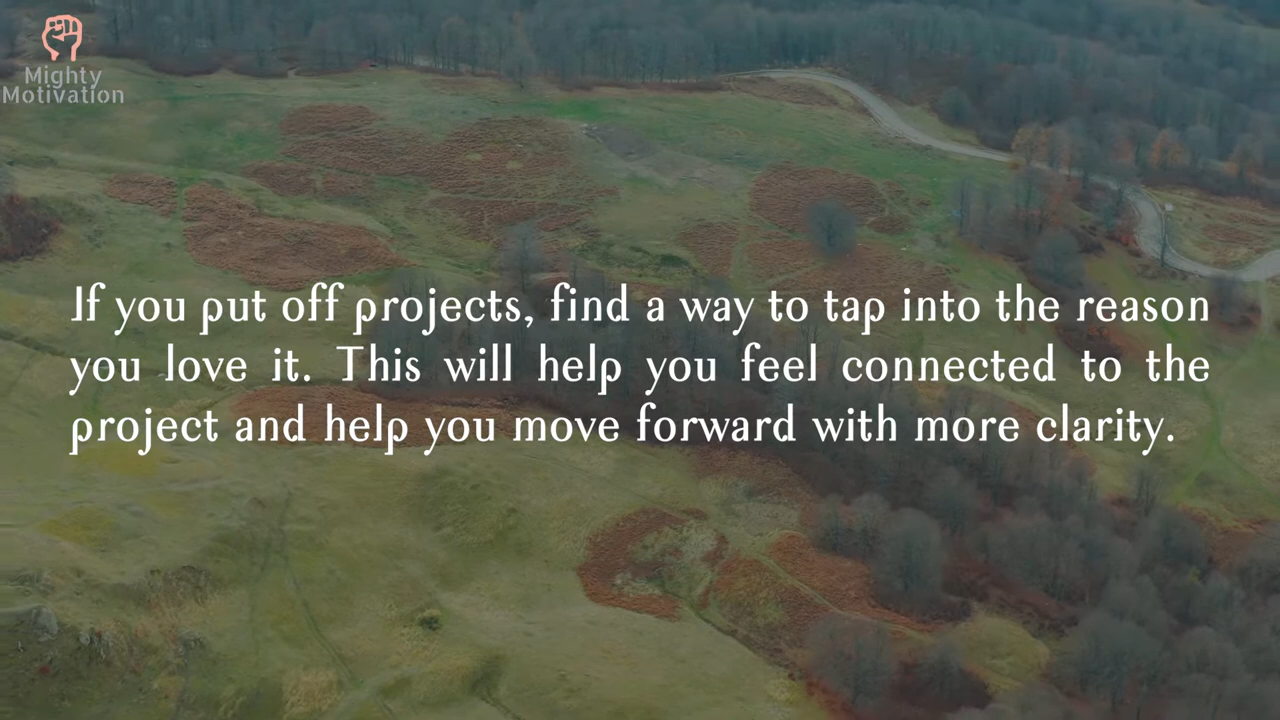 Mighty
Motivation
If you put off projects, find a way to tap into the reason
you love it. This will help you feel connected to the
project and help you move forward with more clarity.